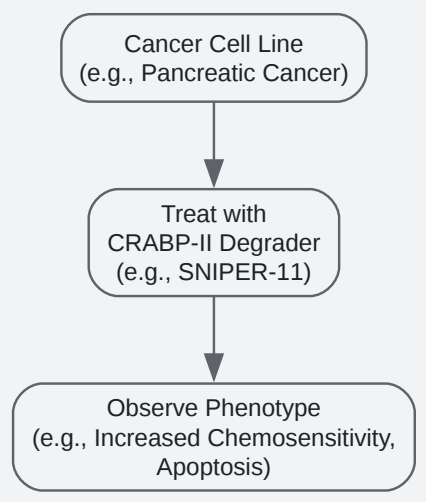 Cancer Cell Line
(e.g., Pancreatic Cancer)
Treat with
CRABP-II Degrader
(e.g., SNIPER-11)
Observe Phenotype
(e.g., Increased Chemosensitivity,
Apoptosis)